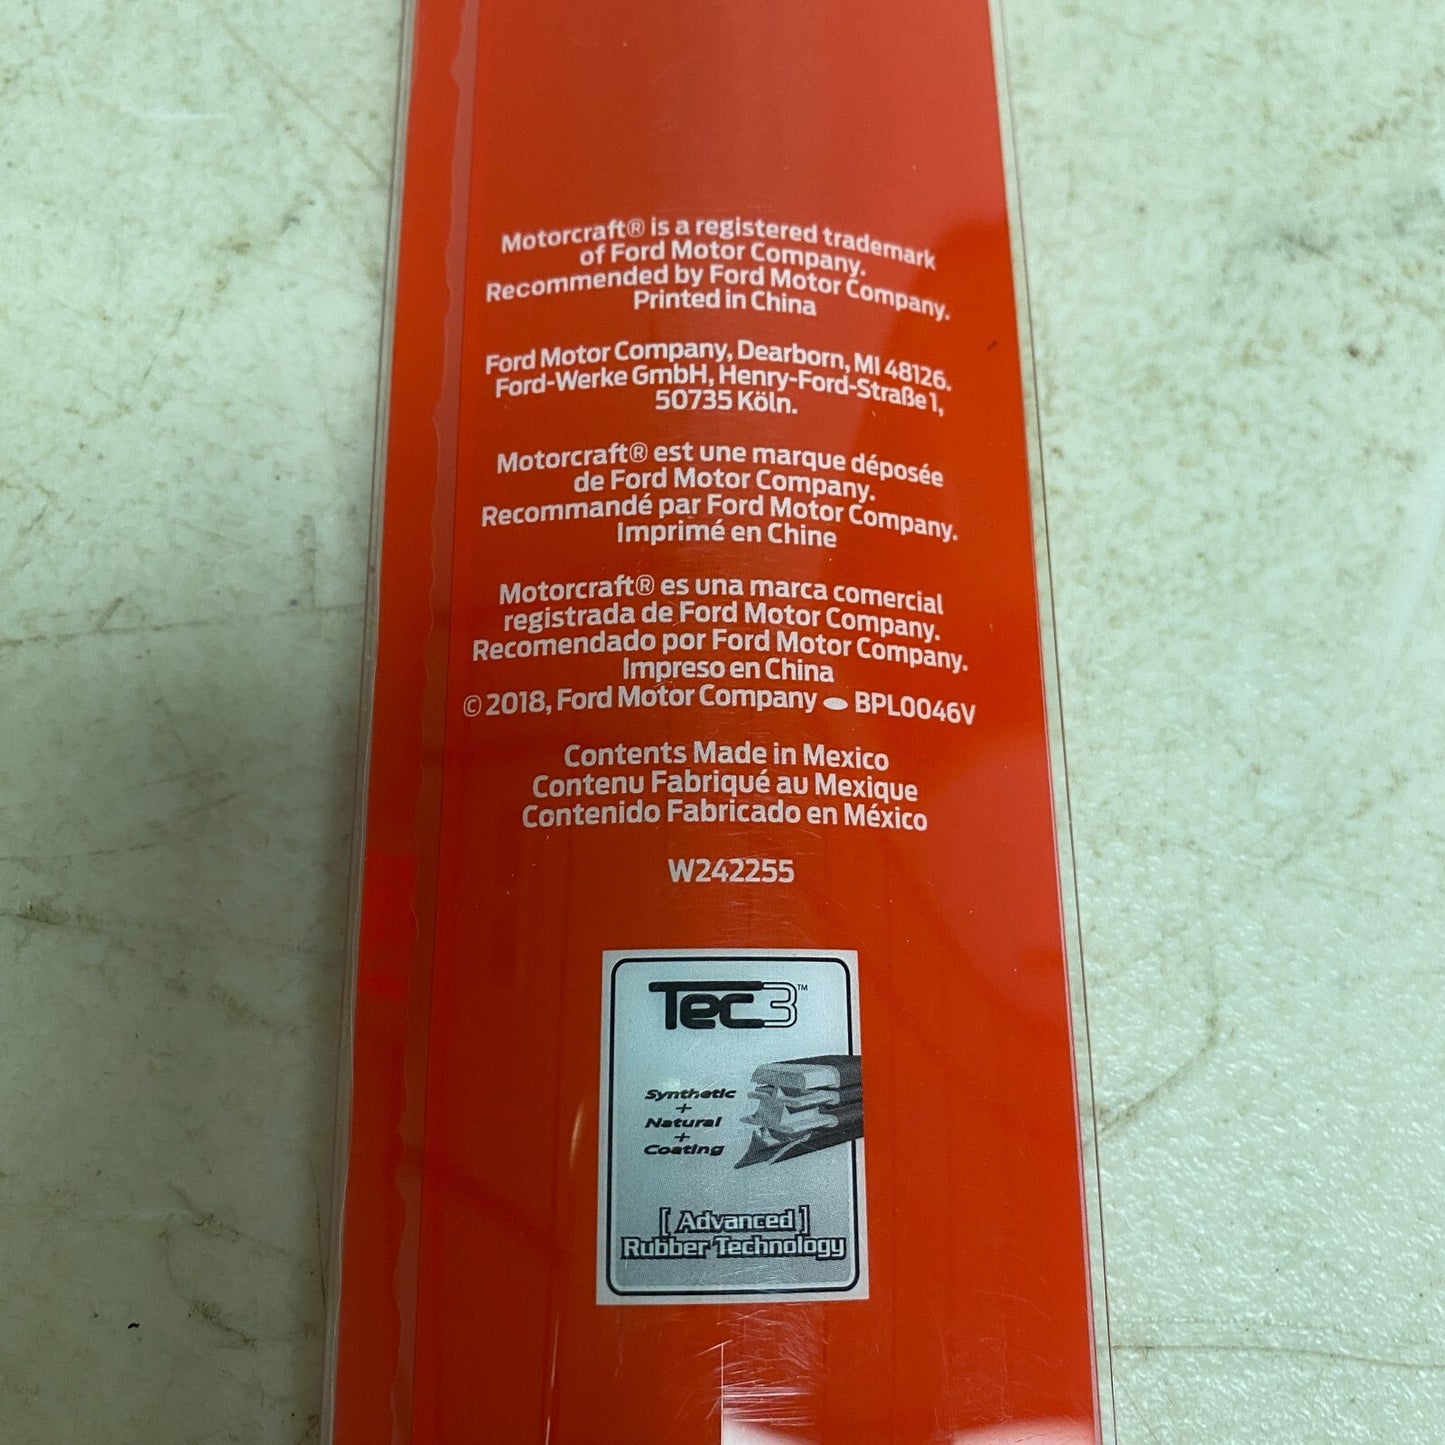 Motorcraft® is a registered trademark
of Ford Motor Company.
Recommended by Ford Motor Company.
Printed in China
Ford Motor Company, Dearborn, MI 48126.
Ford-Werke GmbH, Henry-Ford-Straße 1,
50735 Köln.
Motorcraft® est une marque déposée
de Ford Motor Company.
Recommandé par Ford Motor Company.
Imprimé en Chine
Motorcraft® es una marca comercial
registrada de Ford Motor Company.
Recomendado por Ford Motor Company.
Impreso en China
© 2018, Ford Motor Company BPL0046V
Contents Made in Mexico
Contenu Fabriqué au Mexique
Contenido Fabricado en México
W242255
Tec3™
Synthetic
+
Natural
+
Coating
[ Advanced ]
Rubber Technology